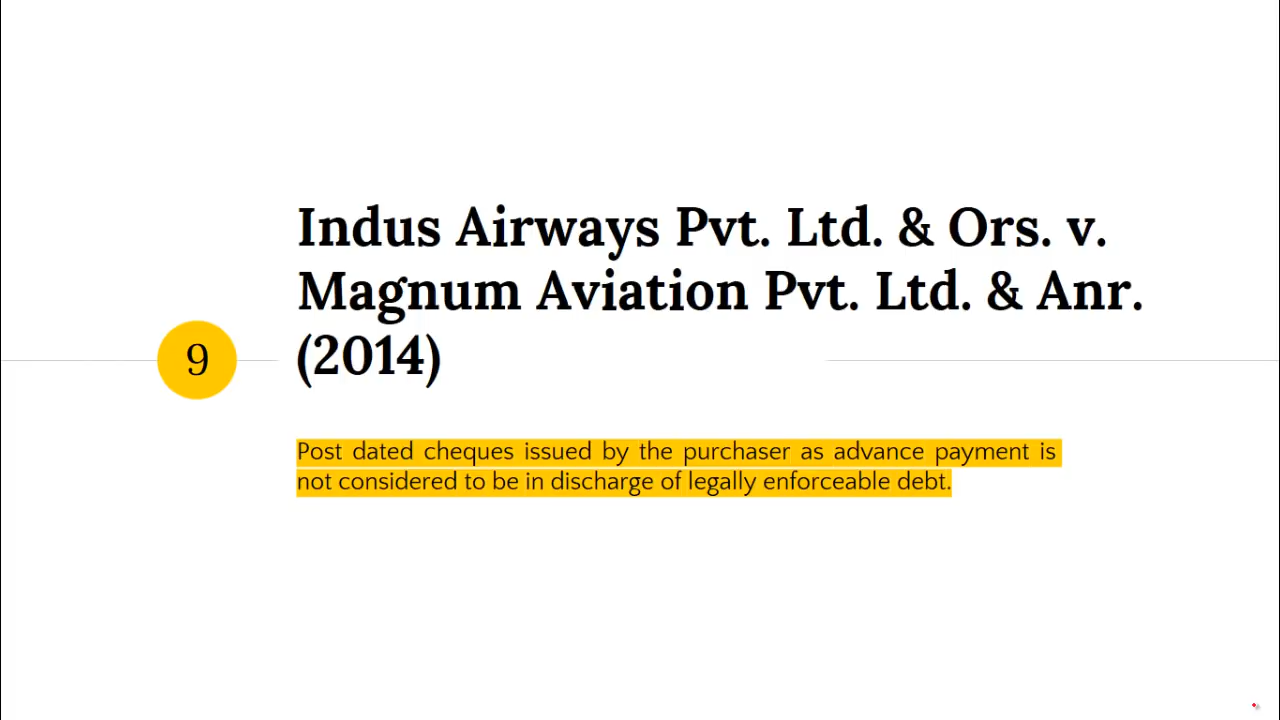 Indus Airways Pvt. Ltd. & Ors. v.
Magnum Aviation Pvt. Ltd. & Anr.
(2014)
9
Post dated cheques issued by the purchaser as advance payment is
not considered to be in discharge of legally enforceable debt.